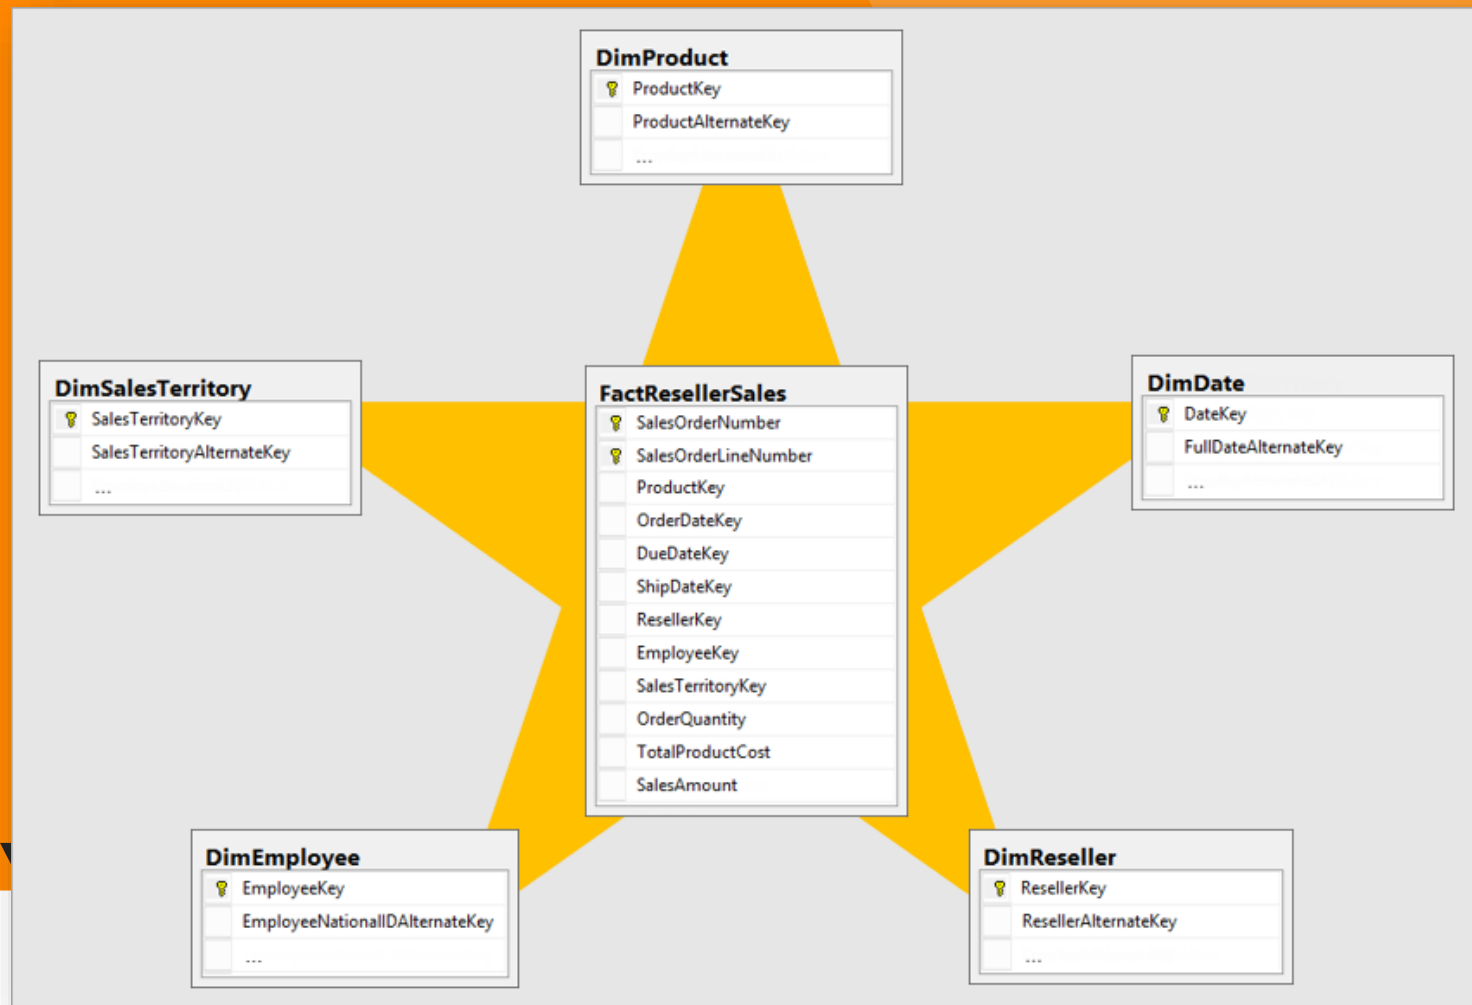 DimProduct
ProductKey
ProductAlternateKey
...
DimSalesTerritory
SalesTerritoryKey
SalesTerritoryAlternateKey
...
FactResellerSales
SalesOrderNumber
SalesOrderLineNumber
ProductKey
OrderDateKey
DueDateKey
ShipDateKey
ResellerKey
EmployeeKey
SalesTerritoryKey
OrderQuantity
TotalProductCost
SalesAmount
DimDate
DateKey
FullDateAlternateKey
...
DimEmployee
EmployeeKey
EmployeeNationalIDAlternateKey
...
DimReseller
ResellerKey
ResellerAlternateKey
...